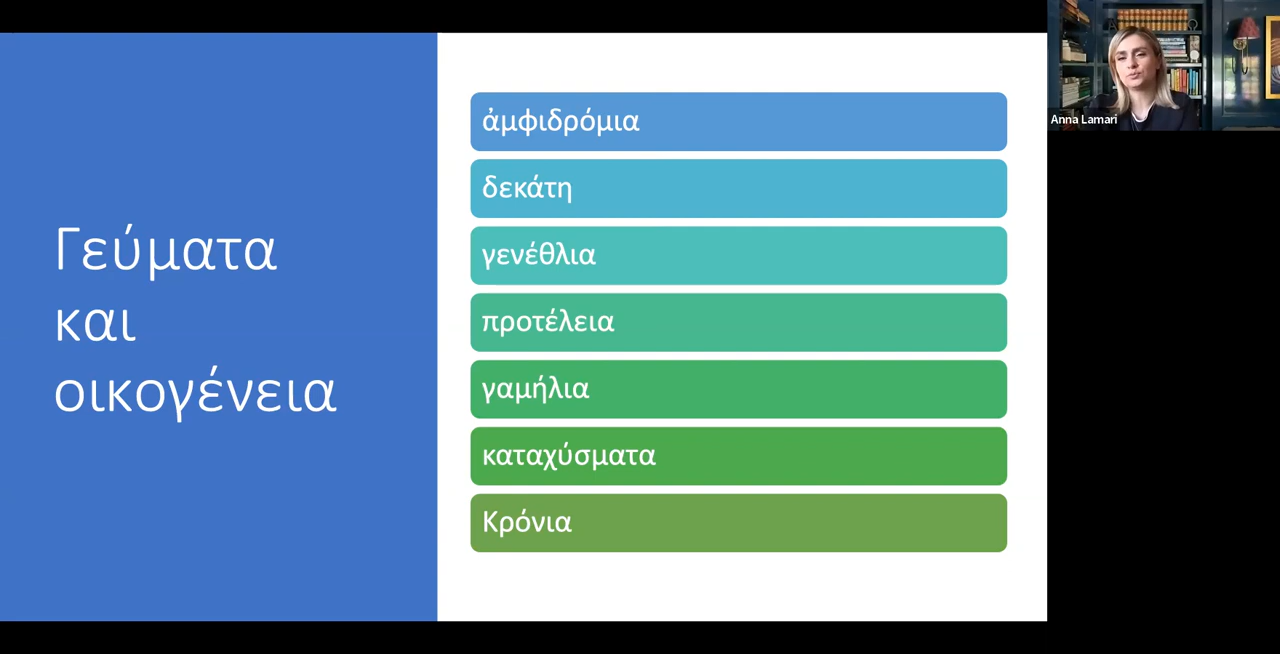 Γεύματα
και
οικογένεια
ἀμφιδρόμια
δεκάτη
γενέθλια
προτέλεια
γαμήλια
καταχύσματα
Κρόνια
Anna Lamari